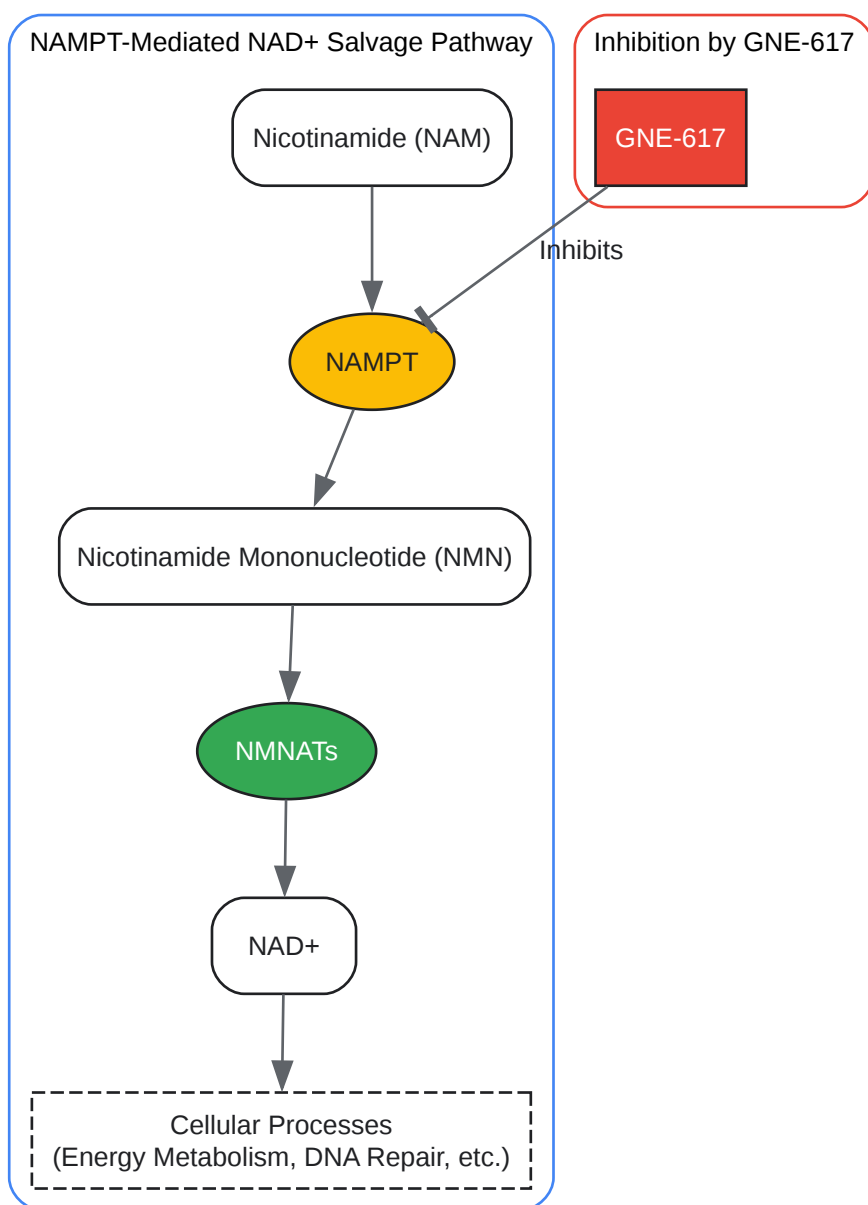 NAMPT-Mediated NAD+ Salvage Pathway
Inhibition by GNE-617
Nicotinamide (NAM)
GNE-617
Inhibits
NAMPT
Nicotinamide Mononucleotide (NMN)
NMNATs
NAD+
Cellular Processes
(Energy Metabolism, DNA Repair, etc.)